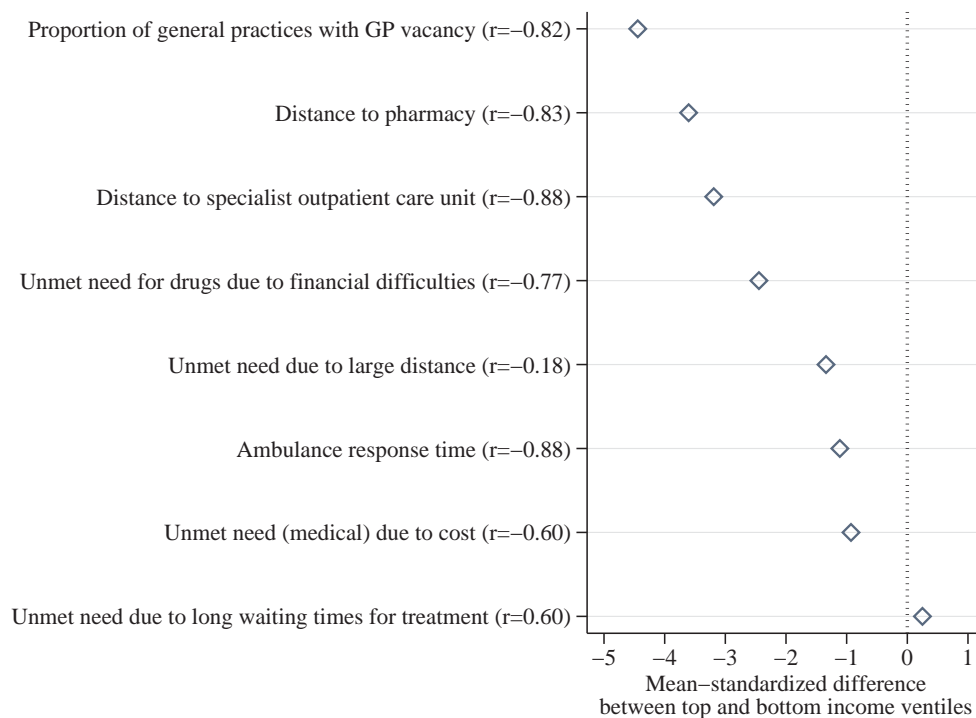 Proportion of general practices with GP vacancy (r=−0.82)
Distance to pharmacy (r=−0.83)
Distance to specialist outpatient care unit (r=−0.88)
Unmet need for drugs due to financial difficulties (r=−0.77)
Unmet need due to large distance (r=−0.18)
Ambulance response time (r=−0.88)
Unmet need (medical) due to cost (r=−0.60)
Unmet need due to long waiting times for treatment (r=0.60)
−5 −4 −3 −2 −1 0 1
Mean−standardized difference
between top and bottom income ventiles